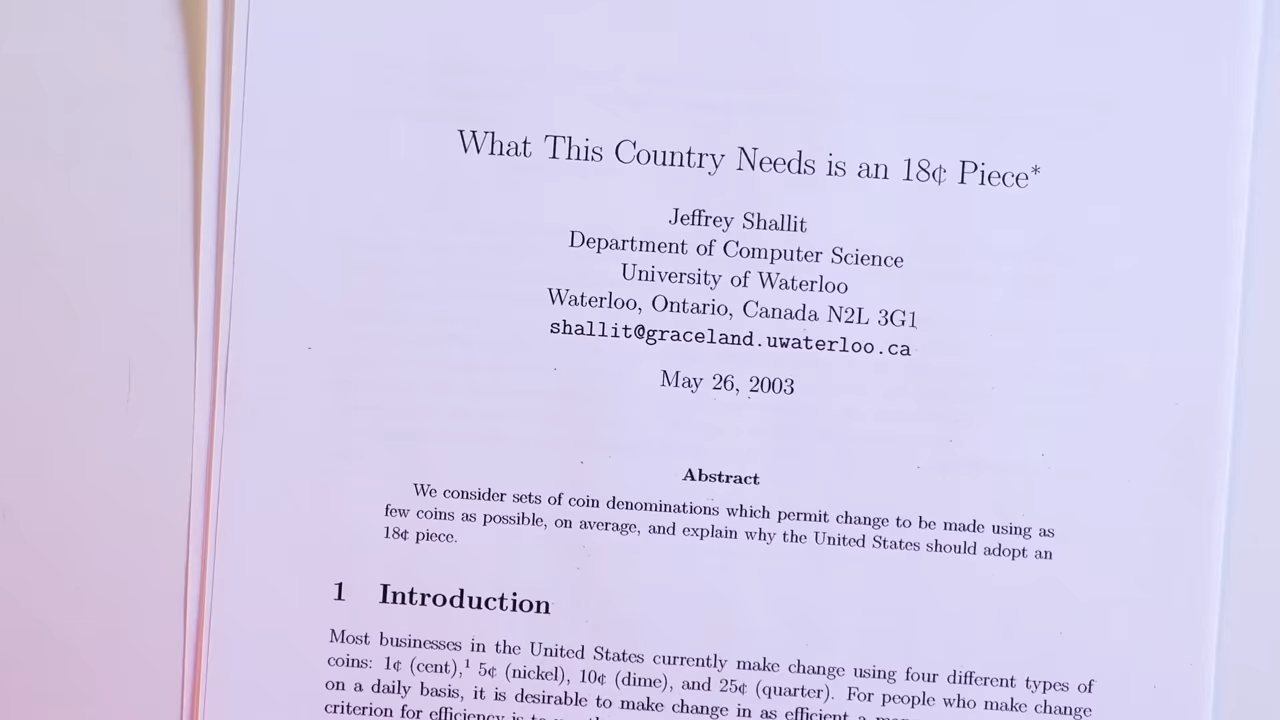 What This Country Needs is an 18¢ Piece*
Jeffrey Shallit
Department of Computer Science
University of Waterloo
Waterloo, Ontario, Canada N2L 3G1
shallit@graceland.uwaterloo.ca
May 26, 2003
Abstract
We consider sets of coin denominations which permit change to be made using as
few coins as possible, on average, and explain why the United States should adopt an
18¢ piece.
1 Introduction
Most businesses in the United States currently make change using four different types of
coins: 1¢ (cent),¹ 5¢ (nickel), 10¢ (dime), and 25¢ (quarter). For people who make change
on a daily basis, it is desirable to make change in as efficient a
criterion for efficiency is